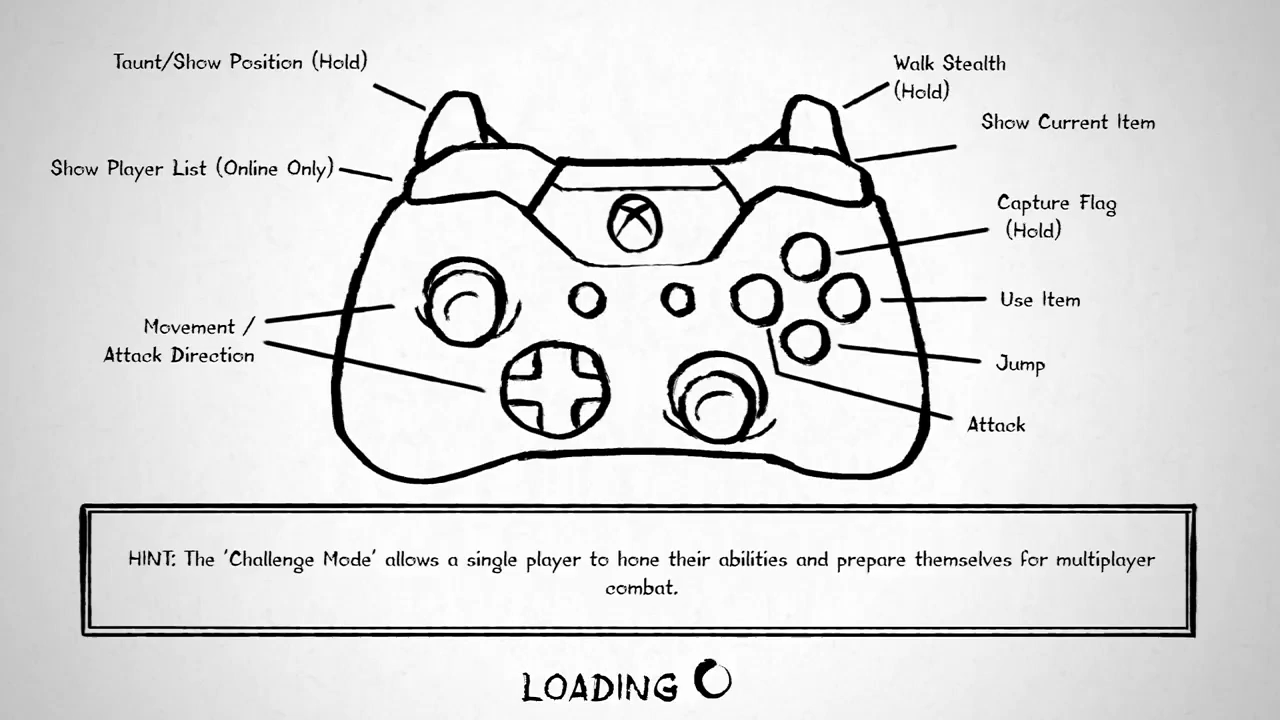 Taunt/Show Position (Hold)
Walk Stealth
(Hold)
Show Current Item
Show Player List (Online Only)
Capture Flag
(Hold)
Use Item
Movement /
Attack Direction
Jump
Attack
HINT: The 'Challenge Mode' allows a single player to hone their abilities and prepare themselves for multiplayer
combat.
LOADING